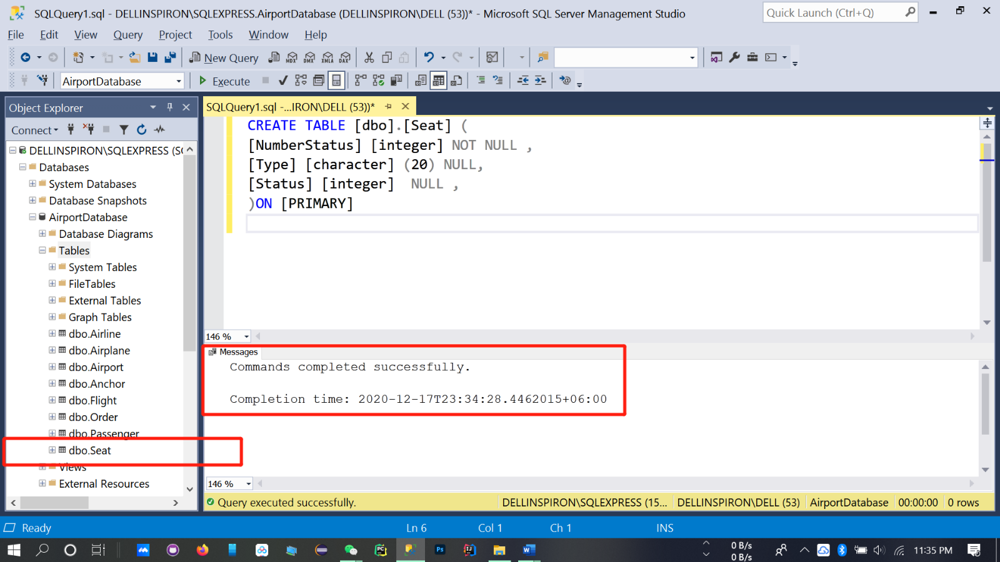 SQLQuery1.sql - DELLINSPIRON\SQLEXPRESS.AirportDatabase (DELLINSPIRON\DELL (53))* - Microsoft SQL Server Management Studio
Quick Launch (Ctrl+Q)
File Edit View Query Project Tools Window Help
New Query
MDX DMX XMLA DAX
AirportDatabase
Execute
Object Explorer
SQLQuery1.sql -...IRON\DELL (53))*
Connect
DELLINSPIRON\SQLEXPRESS (S
Databases
System Databases
Database Snapshots
AirportDatabase
Database Diagrams
Tables
System Tables
FileTables
External Tables
Graph Tables
dbo.Airline
dbo.Airplane
dbo.Airport
dbo.Anchor
dbo.Flight
dbo.Order
dbo.Passenger
dbo.Seat
Views
External Resources
CREATE TABLE [dbo].[Seat] (
[NumberStatus] [integer] NOT NULL ,
[Type] [character] (20) NULL,
[Status] [integer]  NULL ,
)ON [PRIMARY]
146 %
Messages
Commands completed successfully.
Completion time: 2020-12-17T23:34:28.4462015+06:00
146 %
Query executed successfully.
DELLINSPIRON\SQLEXPRESS (15... DELLINSPIRON\DELL (53) AirportDatabase 00:00:00 0 rows
Ready
Ln 6 Col 1 Ch 1 INS
PC Ps IJ W
0 B/s
0 B/s
11:35 PM